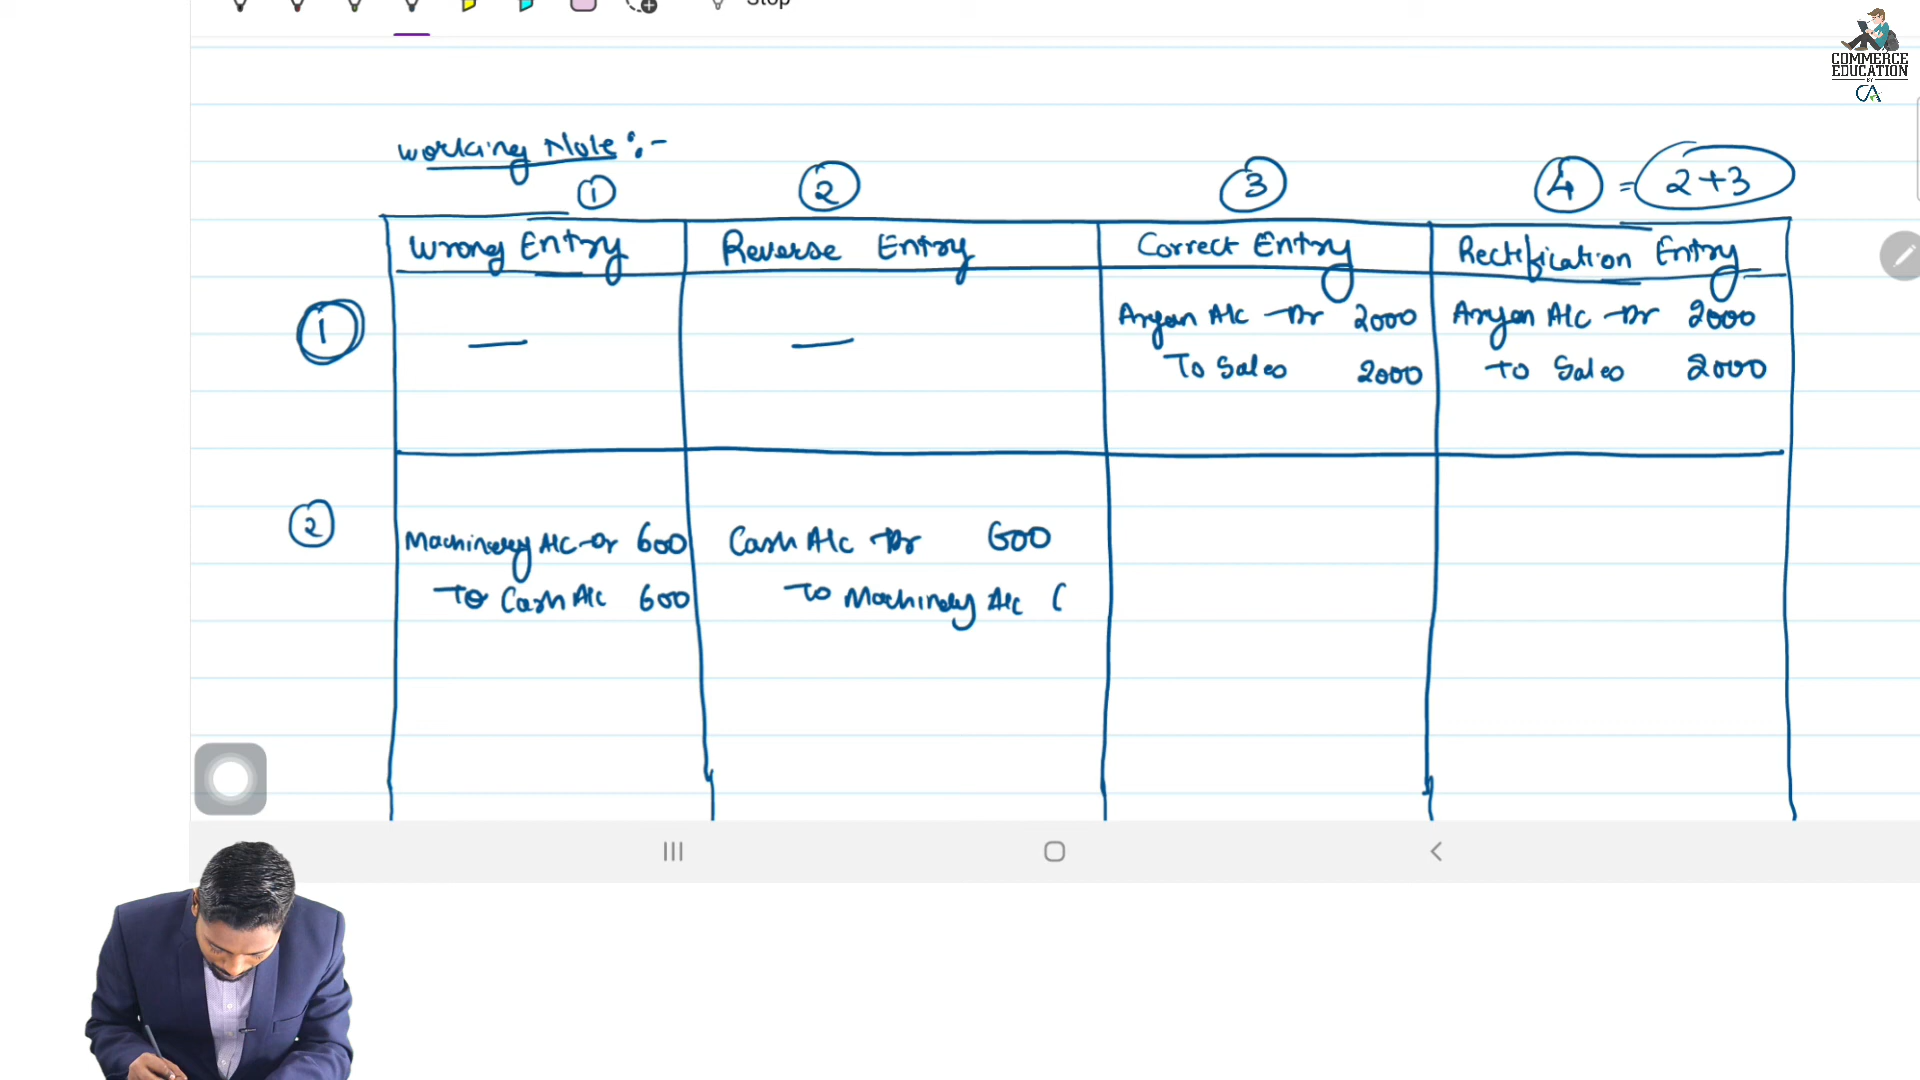 Stop
COMMERCE
EDUCATION
BY
CA
Working Note :-
1 2 3 4 = 2+3
Wrong Entry Reverse Entry Correct Entry Rectification Entry
1 — — Aryan A/c Dr 2000 Aryan A/c Dr 2000
To Sales 2000 To Sales 2000
2 Machinery A/c Dr 600 Cash A/c Dr 600
To Cash A/c 600 To Machinery A/c (